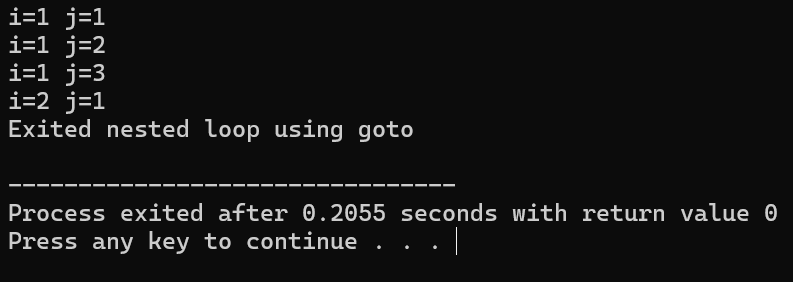 i=1 j=1
i=1 j=2
i=1 j=3
i=2 j=1
Exited nested loop using goto
--------------------------------
Process exited after 0.2055 seconds with return value 0
Press any key to continue . . .